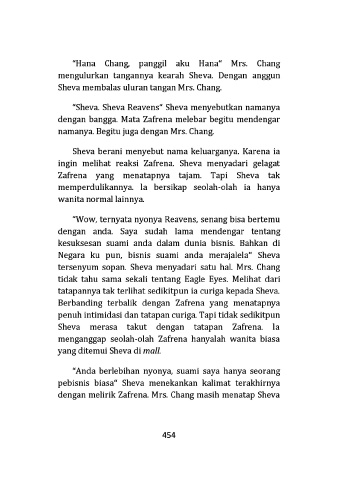 "Hana Chang, panggil aku Hana" Mrs. Chang
mengulurkan tangannya kearah Sheva. Dengan anggun
Sheva membalas uluran tangan Mrs. Chang.
"Sheva. Sheva Reavens" Sheva menyebutkan namanya
dengan bangga. Mata Zafrena melebar begitu mendengar
namanya. Begitu juga dengan Mrs. Chang.
Sheva berani menyebut nama keluarganya. Karena ia
ingin melihat reaksi Zafrena. Sheva menyadari gelagat
Zafrena yang menatapnya tajam. Tapi Sheva tak
memperdulikannya. Ia bersikap seolah-olah ia hanya
wanita normal lainnya.
"Wow, ternyata nyonya Reavens, senang bisa bertemu
dengan anda. Saya sudah lama mendengar tentang
kesuksesan suami anda dalam dunia bisnis. Bahkan di
Negara ku pun, bisnis suami anda merajalela" Sheva
tersenyum sopan. Sheva menyadari satu hal. Mrs. Chang
tidak tahu sama sekali tentang Eagle Eyes. Melihat dari
tatapannya tak terlihat sedikitpun ia curiga kepada Sheva.
Berbanding terbalik dengan Zafrena yang menatapnya
penuh intimidasi dan tatapan curiga. Tapi tidak sedikitpun
Sheva merasa takut dengan tatapan Zafrena. Ia
menganggap seolah-olah Zafrena hanyalah wanita biasa
yang ditemui Sheva di mall.
"Anda berlebihan nyonya, suami saya hanya seorang
pebisnis biasa" Sheva menekankan kalimat terakhirnya
dengan melirik Zafrena. Mrs. Chang masih menatap Sheva
454